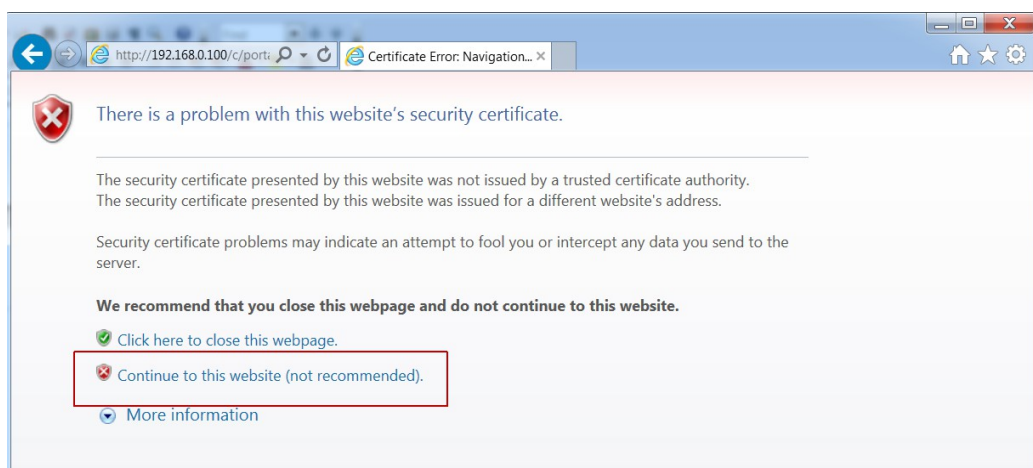 http://192.168.0.100/c/porta
Certificate Error: Navigation...
There is a problem with this website's security certificate.
The security certificate presented by this website was not issued by a trusted certificate authority.
The security certificate presented by this website was issued for a different website's address.
Security certificate problems may indicate an attempt to fool you or intercept any data you send to the
server.
We recommend that you close this webpage and do not continue to this website.
Click here to close this webpage.
Continue to this website (not recommended).
More information